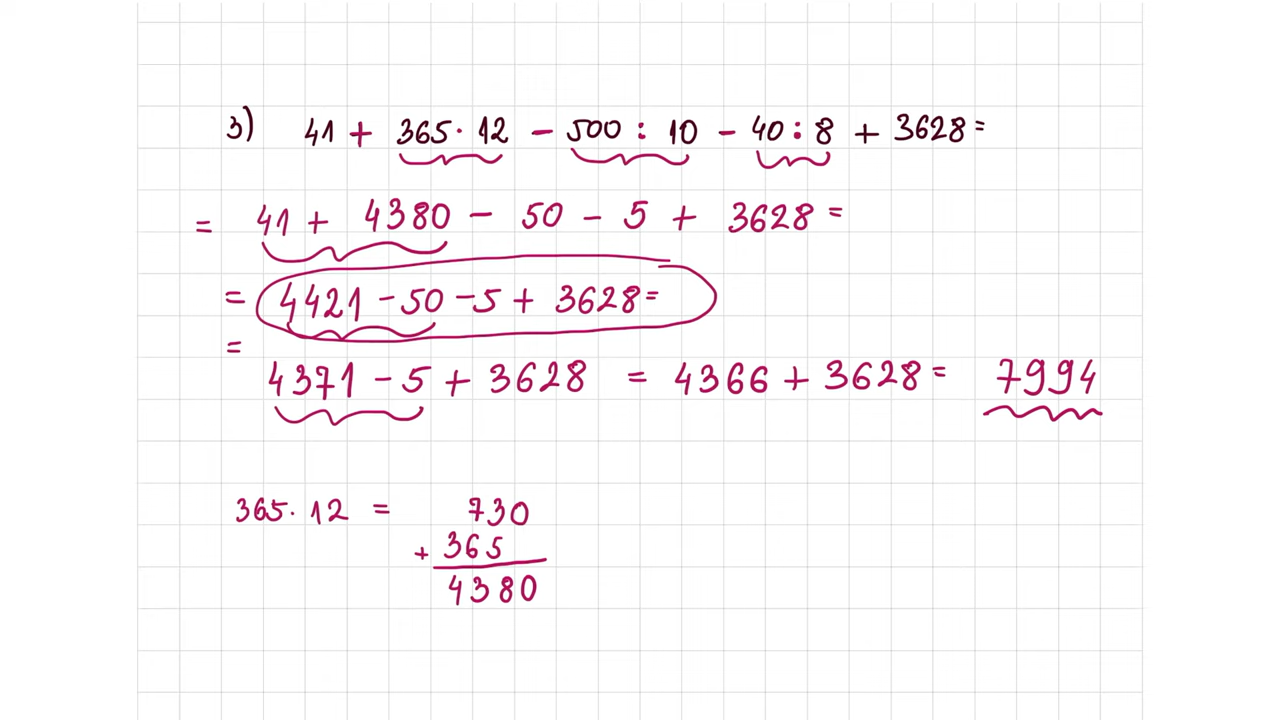 3) 41 + 365 · 12 - 500 : 10 - 40 : 8 + 3628 =
= 41 + 4380 - 50 - 5 + 3628 =
= 4421 - 50 - 5 + 3628 =
=
4371 - 5 + 3628 = 4366 + 3628 = 7994
365 · 12 = 730
+ 365
4380